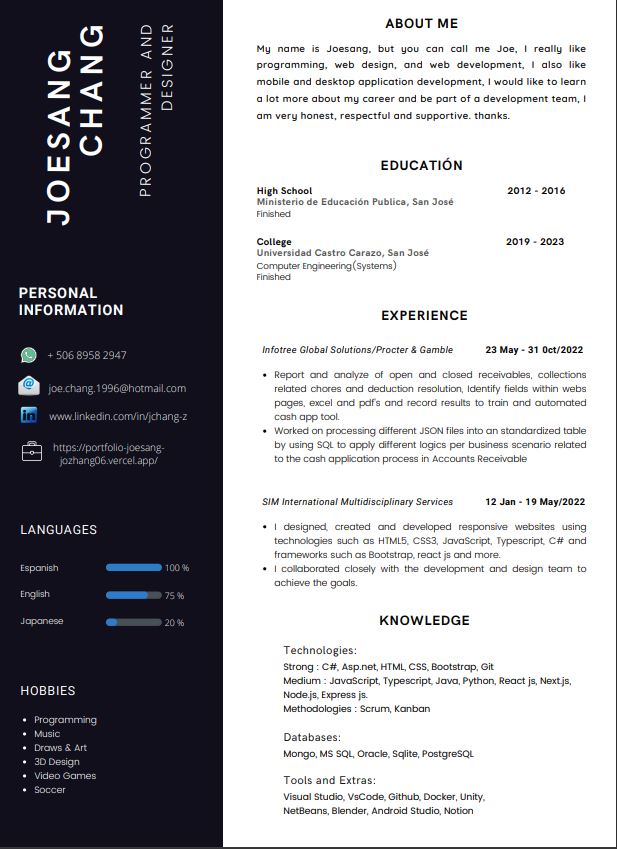 JOESANG
CHANG
PROGRAMMER AND
DESIGNER
PERSONAL
INFORMATION
+ 506 8958 2947
joe.chang.1996@hotmail.com
www.linkedin.com/in/jchang-z
https://portfolio-joesang-
jozhang06.vercel.app/
LANGUAGES
Espanish 100 %
English 75 %
Japanese 20 %
HOBBIES
• Programming
• Music
• Draws & Art
• 3D Design
• Video Games
• Soccer
ABOUT ME
My name is Joesang, but you can call me Joe, I really like
programming, web design, and web development, I also like
mobile and desktop application development, I would like to learn
a lot more about my career and be part of a development team, I
am very honest, respectful and supportive. thanks.
EDUCATIÓN
High School 2012 - 2016
Ministerio de Educación Publica, San José
Finished
College 2019 - 2023
Universidad Castro Carazo, San José
Computer Engineering(Systems)
Finished
EXPERIENCE
Infotree Global Solutions/Procter & Gamble 23 May - 31 0ct/2022
• Report and analyze of open and closed receivables, collections
related chores and deduction resolution, Identify fields within webs
pages, excel and pdf's and record results to train and automated
cash app tool.
• Worked on processing different JSON files into an standardized table
by using SQL to apply different logics per business scenario related
to the cash application process in Accounts Receivable
SIM International Multidisciplinary Services 12 Jan - 19 May/2022
• I designed, created and developed responsive websites using
technologies such as HTML5, CSS3, JavaScript, Typescript, C# and
frameworks such as Bootstrap, react js and more.
• I collaborated closely with the development and design team to
achieve the goals.
KNOWLEDGE
Technologies:
Strong : C#, Asp.net, HTML, CSS, Bootstrap, Git
Medium : JavaScript, Typescript, Java, Python, React js, Next.js,
Node.js, Express js.
Methodologies : Scrum, Kanban
Databases:
Mongo, MS SQL, Oracle, Sqlite, PostgreSQL
Tools and Extras:
Visual Studio, VsCode, Github, Docker, Unity,
NetBeans, Blender, Android Studio, Notion